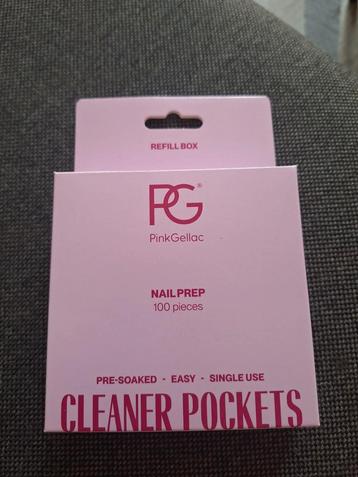 REFILL BOX
PG®
PinkGellac
NAIL PREP
100 pieces
PRE-SOAKED - EASY - SINGLE USE
CLEANER POCKETS